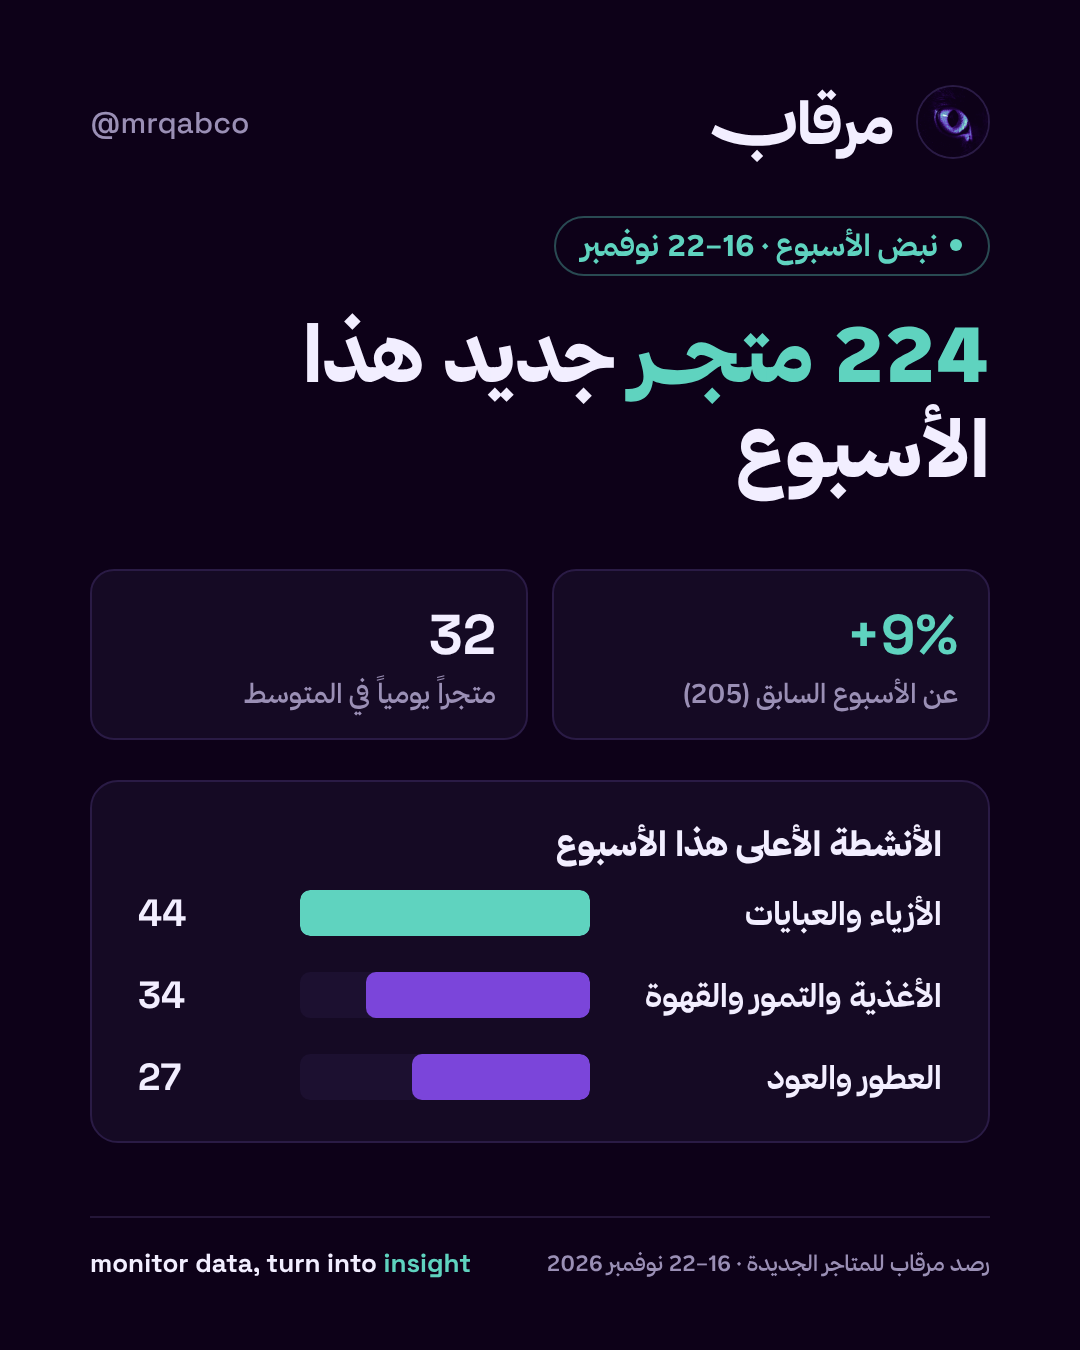 مرقاب
@mrqabco
• نبض الأسبوع · 16–22 نوفمبر
224 متجر جديد هذا
الأسبوع
+9%
عن الأسبوع السابق (205)
32
متجراً يومياً في المتوسط
الأنشطة الأعلى هذا الأسبوع
الأزياء والعبايات 44
الأغذية والتمور والقهوة 34
العطور والعود 27
رصد مرقاب للمتاجر الجديدة · 16–22 نوفمبر 2026
monitor data, turn into insight